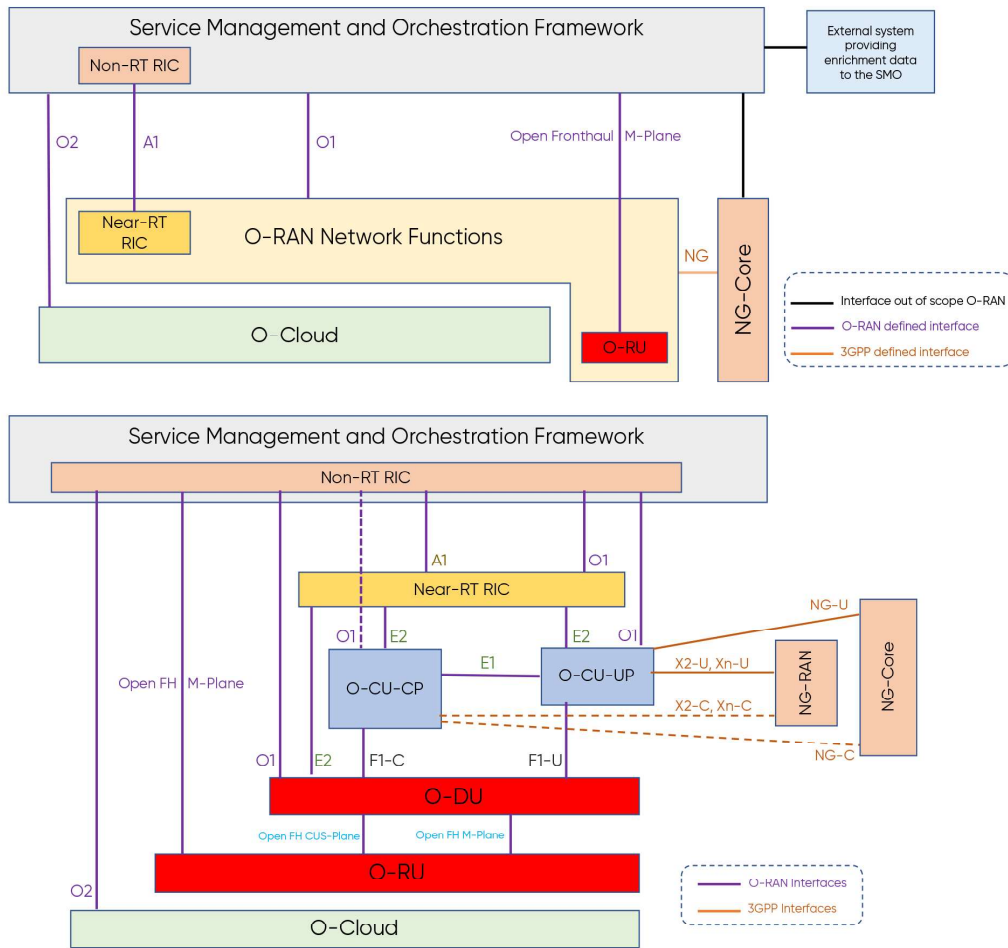 Service Management and Orchestration Framework
Non-RT RIC
External system
providing
enrichment data
to the SMO
O2
A1
O1
Open Fronthaul
M-Plane
Near-RT
RIC
O-RAN Network Functions
NG
NG-Core
O-Cloud
O-RU
Interface out of scope O-RAN
O-RAN defined interface
3GPP defined interface
Service Management and Orchestration Framework
Non-RT RIC
A1
O1
Near-RT RIC
NG-U
O1
E2
E2
O1
E1
O-CU-CP
O-CU-UP
X2-U, Xn-U
NG-RAN
NG-Core
Open FH
M-Plane
X2-C, Xn-C
NG-C
O1
E2
F1-C
F1-U
O-DU
Open FH CUS-Plane
Open FH M-Plane
O-RU
O2
O-Cloud
O-RAN Interfaces
3GPP Interfaces